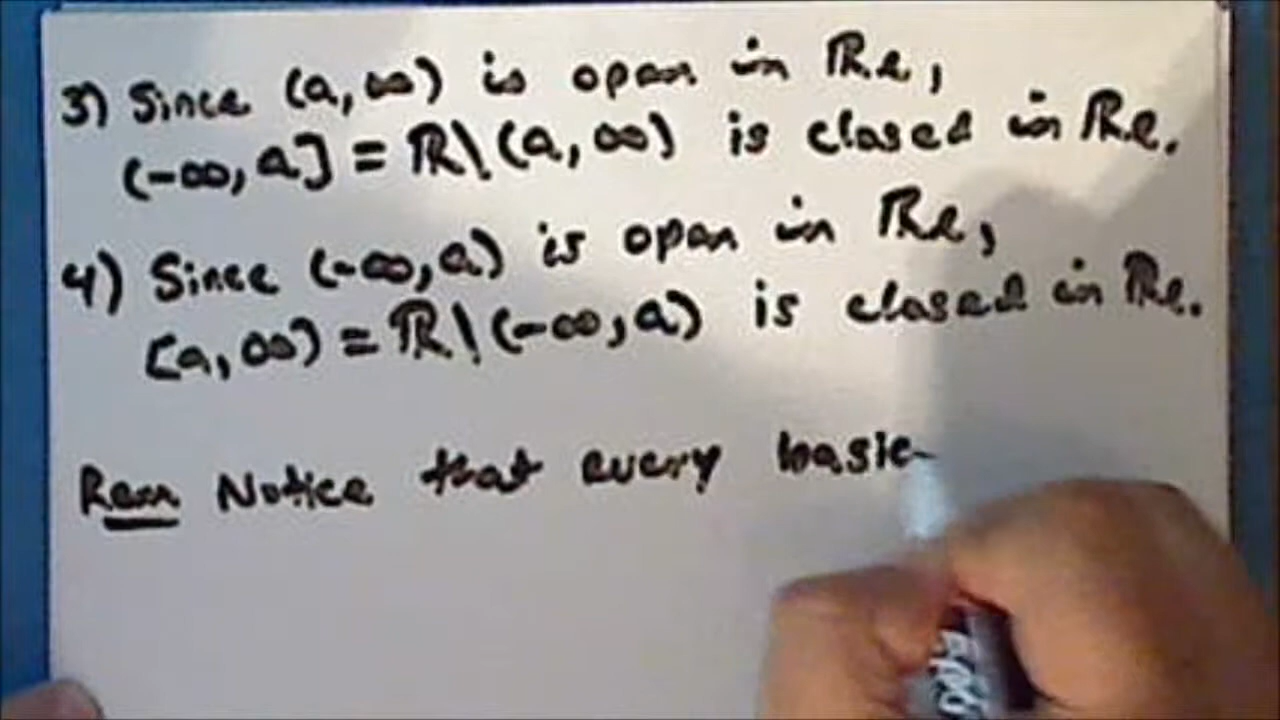 3) Since (a, ∞) is open in ℝℓ,
(-∞, a] = ℝ\(a, ∞) is closed in ℝℓ.
4) Since (-∞, a) is open in ℝℓ,
[a, ∞) = ℝ\(-∞, a) is closed in ℝℓ.
Rem Notice that every basic